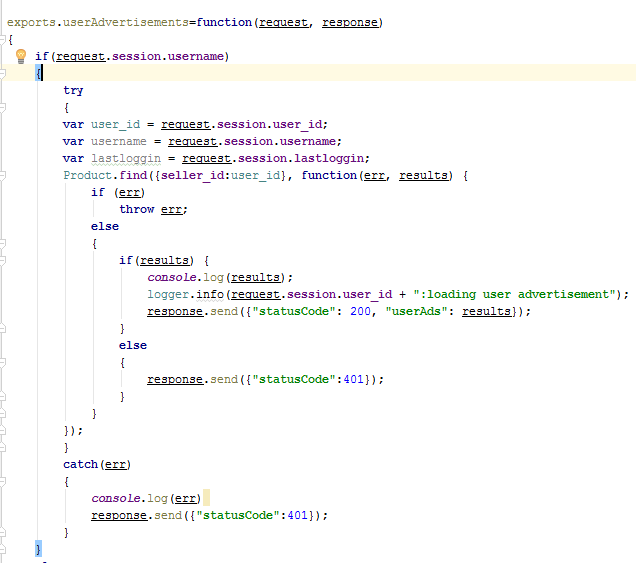 exports.userAdvertisements=function(request, response)
{
if(request.session.username)
{
try
{
var user_id = request.session.user_id;
var username = request.session.username;
var lastloggin = request.session.lastloggin;
Product.find({seller_id:user_id}, function(err, results) {
if (err)
throw err;
else
{
if(results) {
console.log(results);
logger.info(request.session.user_id + ":loading user advertisement");
response.send({"statusCode": 200, "userAds": results});
}
else
{
response.send({"statusCode":401});
}
}
});
}
catch(err)
{
console.log(err)
response.send({"statusCode":401});
}
}